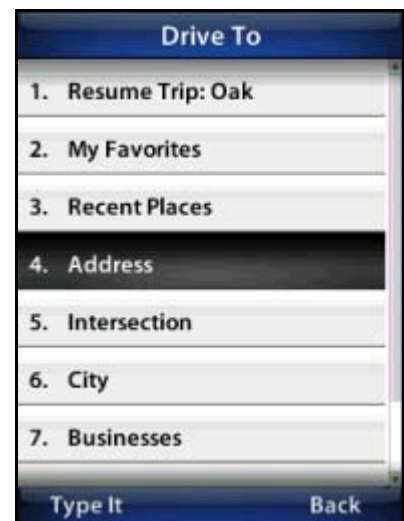 Drive To
1. Resume Trip: Oak
2. My Favorites
3. Recent Places
4. Address
5. Intersection
6. City
7. Businesses
Type It Back